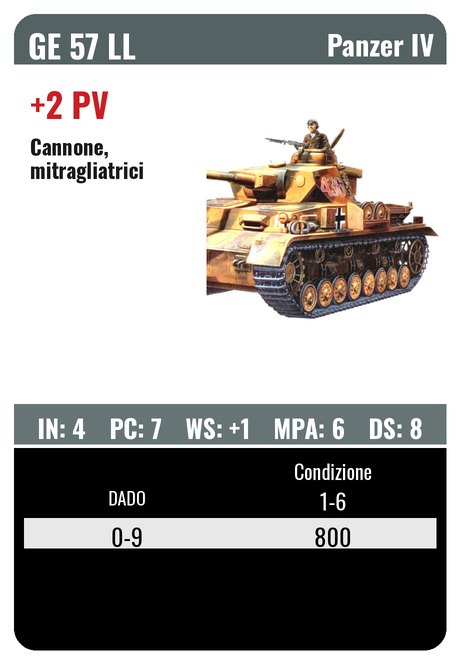 GE 57 LL
Panzer IV
+2 PV
Cannone,
mitragliatrici
IN: 4 PC: 7 WS: +1 MPA: 6 DS: 8
Condizione
DADO 1-6
0-9 800